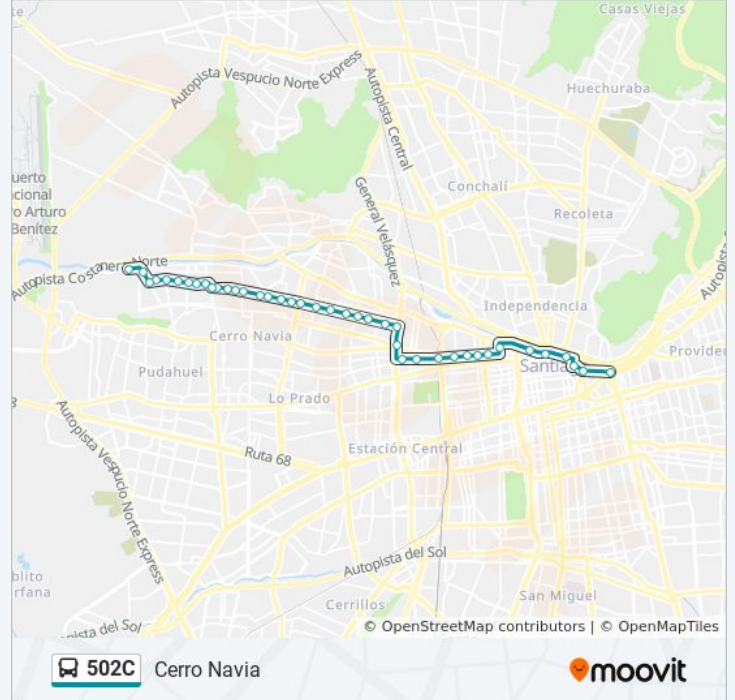 Casas Viejas
te
Autopista Vespucio Norte Express
Huechuraba
Autopista Central
uerto
cional
o Arturo
Benítez
General Velásquez
Conchalí
Recoleta
Autopista
Autopista Costanera Norte
Independencia
Cerro Navia
Providen
Pudahuel
Santia
Lo Prado
Ruta 68
Estación Central
Autopista Vespucio Norte Express
Autopista del Sol
blito
rfana
San Miguel
Cerrillos
pista del Sol
© OpenStreetMap contributors | © OpenMapTiles
502C Cerro Navia
moovit